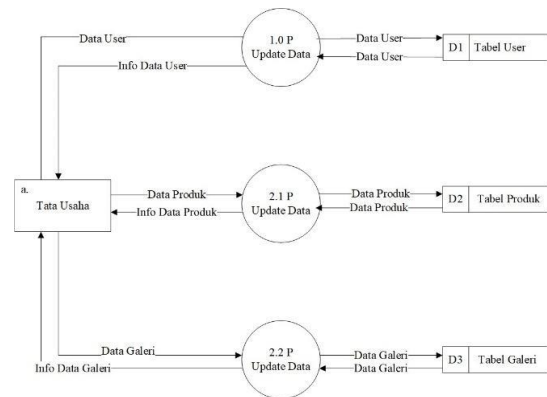 Data User
Info Data User
1.0 P
Update Data
Data User
Data User
D1 Tabel User
a.
Tata Usaha
Data Produk
Info Data Produk
2.1 P
Update Data
Data Produk
Data Produk
D2 Tabel Produk
Data Galeri
Info Data Galeri
2.2 P
Update Data
Data Galeri
Data Galeri
D3 Tabel Galeri